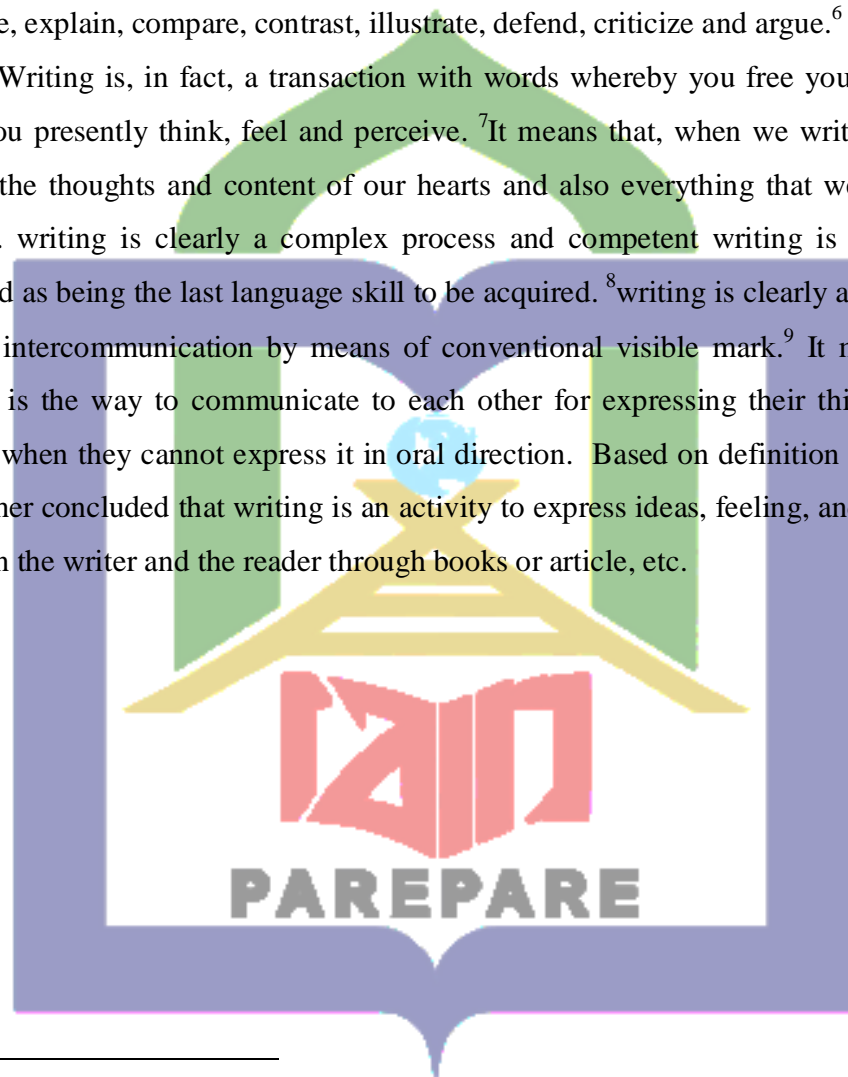 e, explain, compare, contrast, illustrate, defend, criticize and argue.6
Writing is, in fact, a transaction with words whereby you free you
ou presently think, feel and perceive. 7It means that, when we writ
the thoughts and content of our hearts and also everything that we
. writing is clearly a complex process and competent writing is
d as being the last language skill to be acquired. 8writing is clearly a
intercommunication by means of conventional visible mark.9 It m
is the way to communicate to each other for expressing their thi
when they cannot express it in oral direction. Based on definition
her concluded that writing is an activity to express ideas, feeling, an
n the writer and the reader through books or article, etc.
iain
PAREPARE